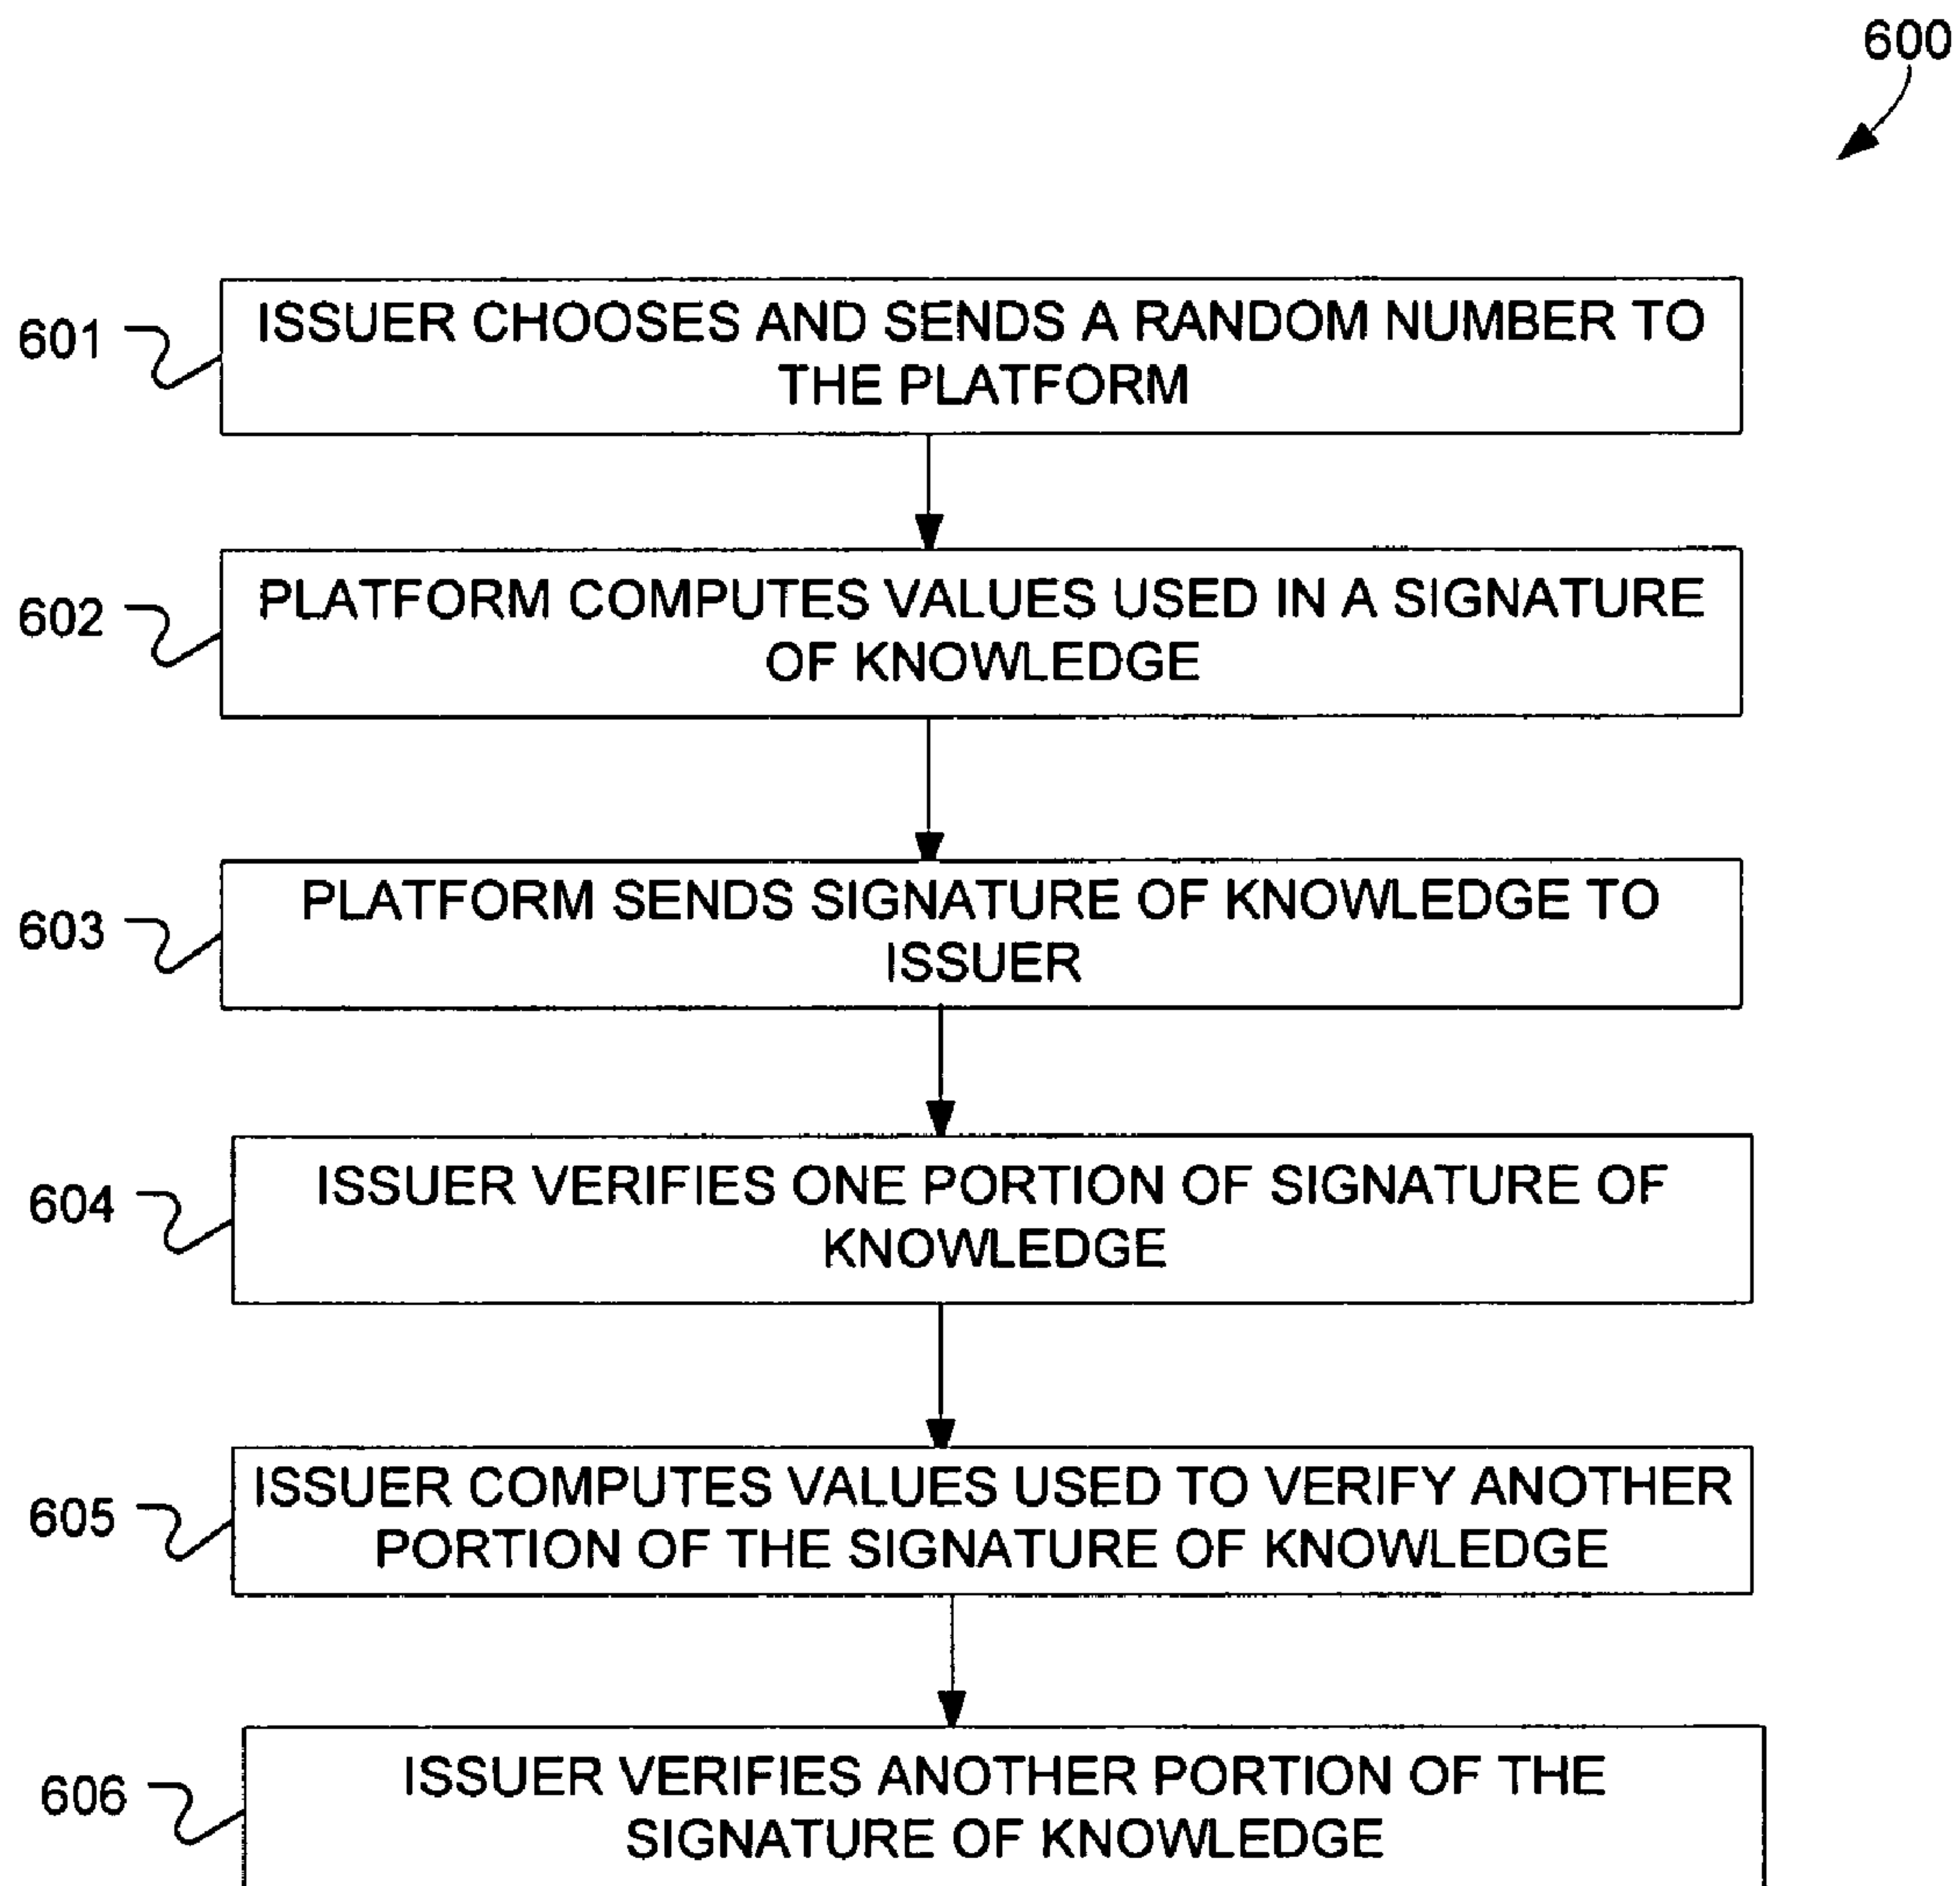 600
601
ISSUER CHOOSES AND SENDS A RANDOM NUMBER TO
THE PLATFORM
602
PLATFORM COMPUTES VALUES USED IN A SIGNATURE
OF KNOWLEDGE
603
PLATFORM SENDS SIGNATURE OF KNOWLEDGE TO
ISSUER
604
ISSUER VERIFIES ONE PORTION OF SIGNATURE OF
KNOWLEDGE
605
ISSUER COMPUTES VALUES USED TO VERIFY ANOTHER
PORTION OF THE SIGNATURE OF KNOWLEDGE
606
ISSUER VERIFIES ANOTHER PORTION OF THE
SIGNATURE OF KNOWLEDGE